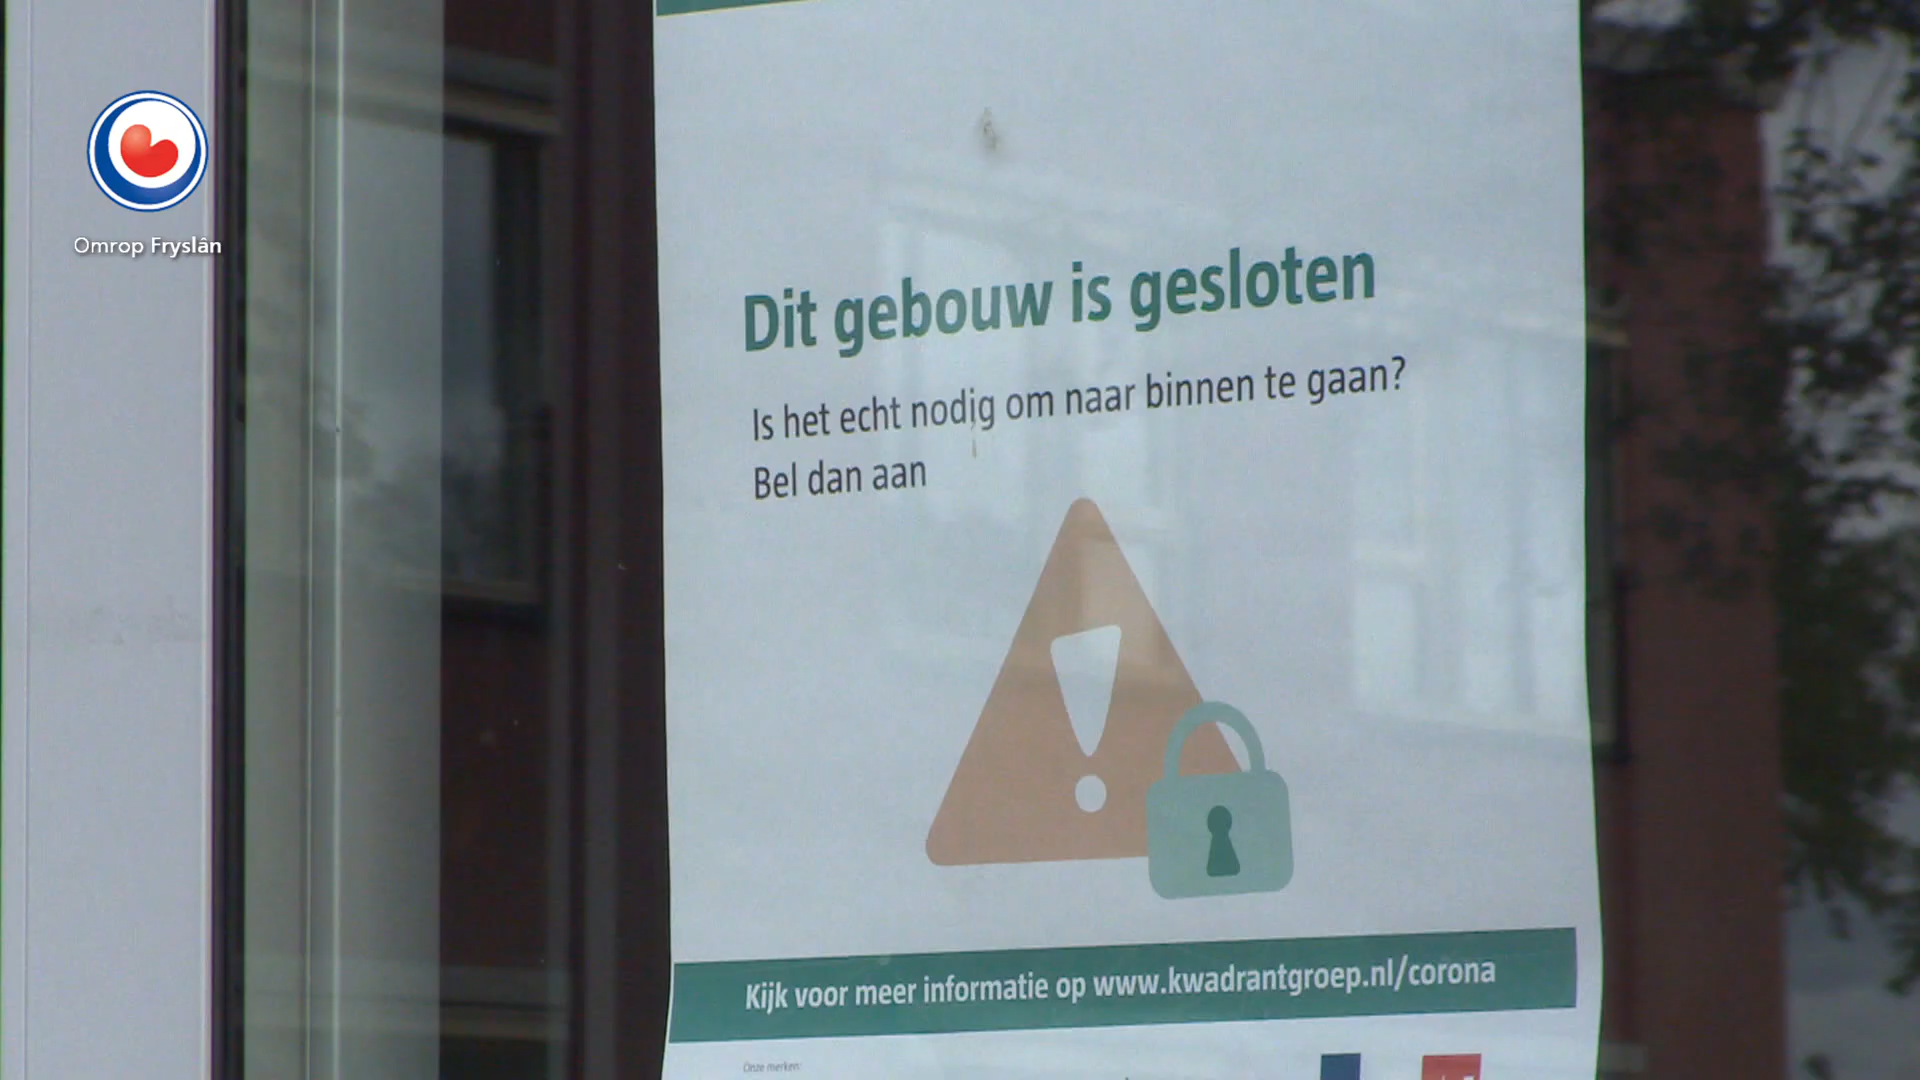 Omrop Fryslân
Dit gebouw is gesloten
Is het echt nodig om naar binnen te gaan?
Bel dan aan
Kijk voor meer informatie op www.kwadrantgroep.nl/corona
Onze merken: